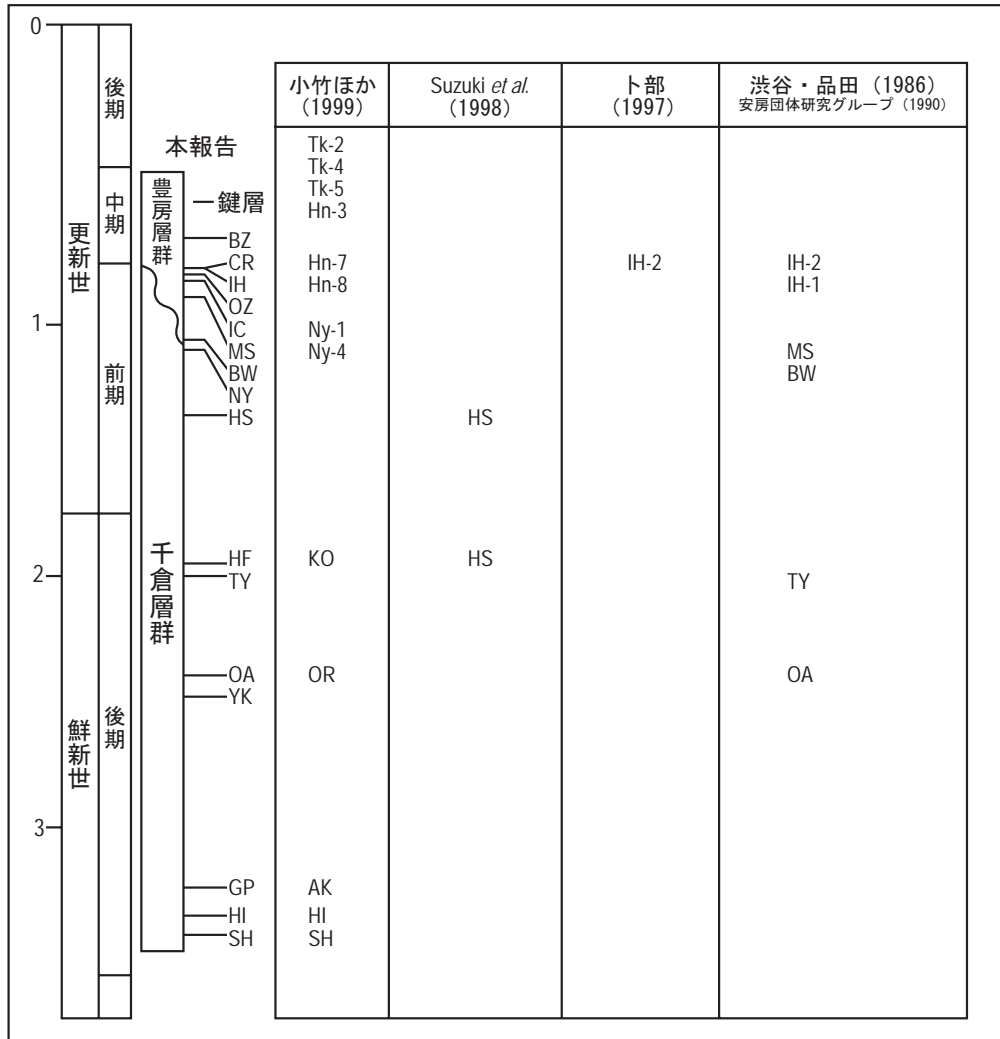 0
1
2
3
更新世
鮮新世
後期
中期
前期
後期
本報告
豊房層群
千倉層群
鍵層
小竹ほか Suzuki et al. 卜部 渋谷・品田 (1986)
(1999) (1998) (1997) 安房団体研究グループ (1990)
Tk-2
Tk-4
Tk-5
Hn-3
BZ
CR Hn-7 IH-2 IH-2
IH Hn-8 IH-1
OZ
IC Ny-1
MS Ny-4 MS
BW BW
NY
HS HS
HF KO HS
TY TY
OA OR OA
YK
GP AK
HI HI
SH SH